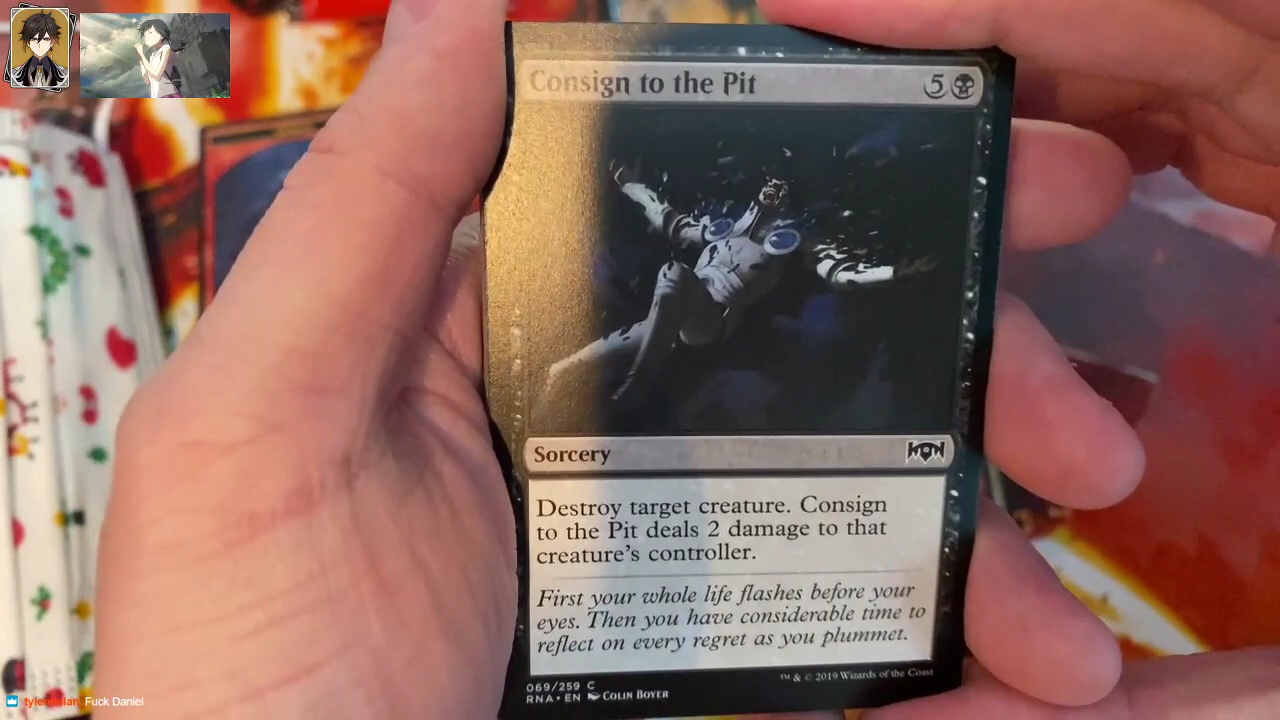 Consign to the Pit 5
Sorcery
Destroy target creature. Consign
to the Pit deals 2 damage to that
creature's controller.
First your whole life flashes before your
eyes. Then you have considerable time to
reflect on every regret as you plummet.
069/259 C
RNA • EN COLIN BOYER
™ & © 2019 Wizards of the Coast
Fuck Daniel